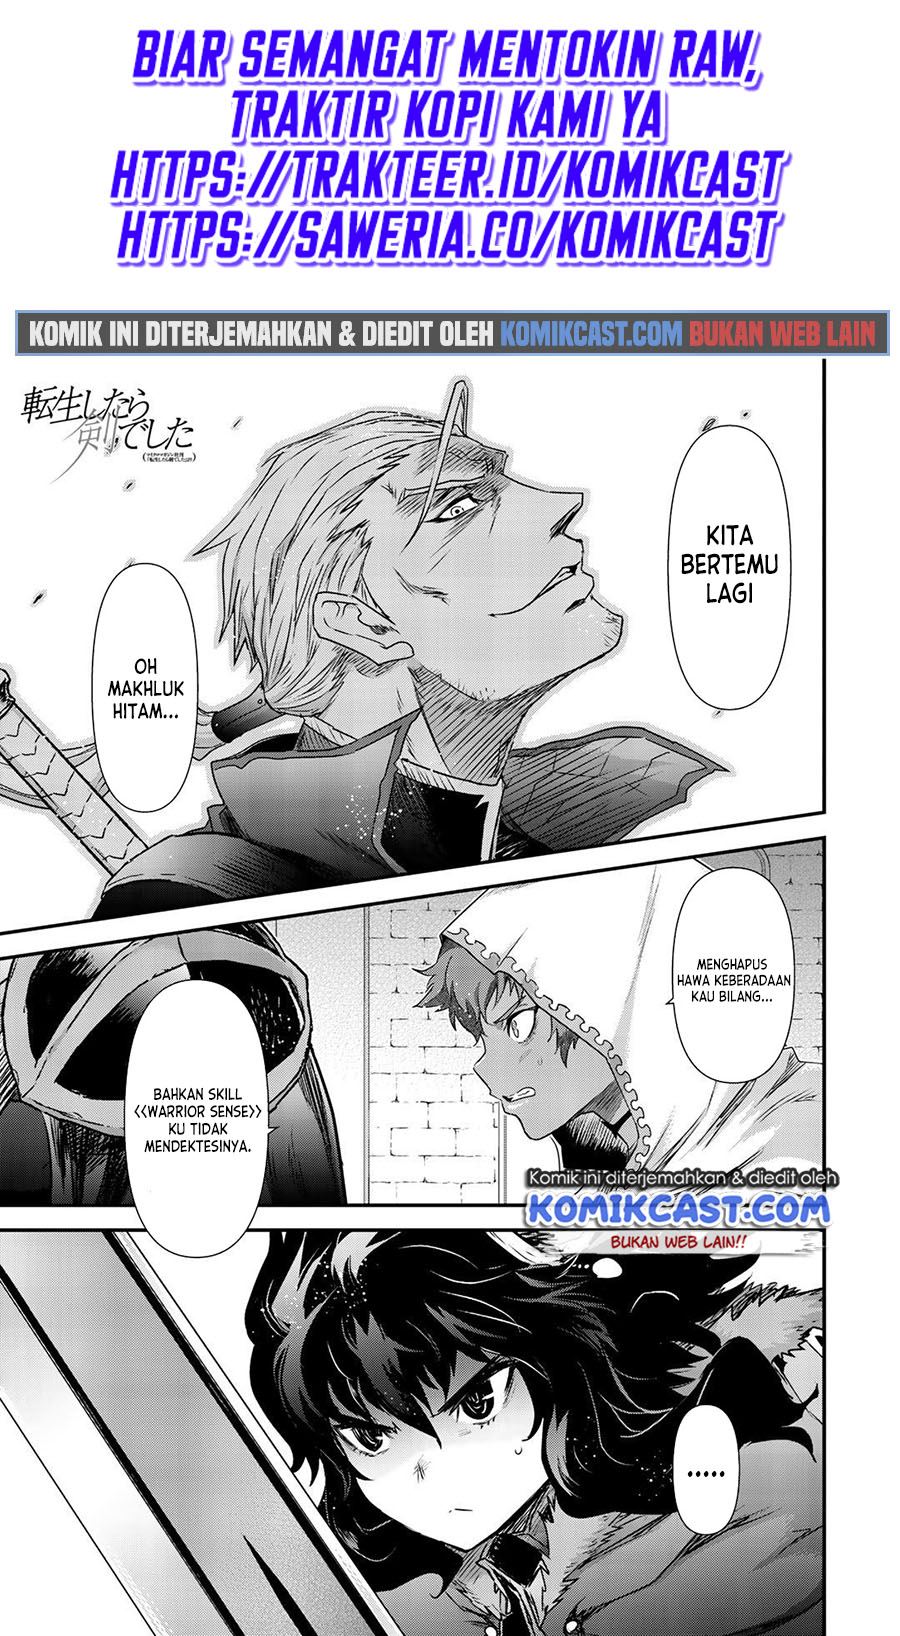 BIAR SEMANGAT MENTOKIN RAW,
TRAKTIR KOPI KAMI YA
HTTPS://TRAKTEER.ID/KOMIKCAST
HTTPS://SAWERIA.CO/KOMIKCAST
KOMIK INI DITERJEMAHKAN & DIEDIT OLEH KOMIKCAST.COM BUKAN WEB LAIN
転生したら
剣でした
KITA
BERTEMU
LAGI
OH
MAKHLUK
HITAM...
MENGHAPUS
HAWA KEBERADAAN
KAU BILANG...
BAHKAN SKILL
<<WARRIOR SENSE>>
KU TIDAK
MENDEKTESINYA.
Komik ini diterjemahkan & diedit oleh
KOMIKCAST.COM
BUKAN WEB LAIN!!
.....